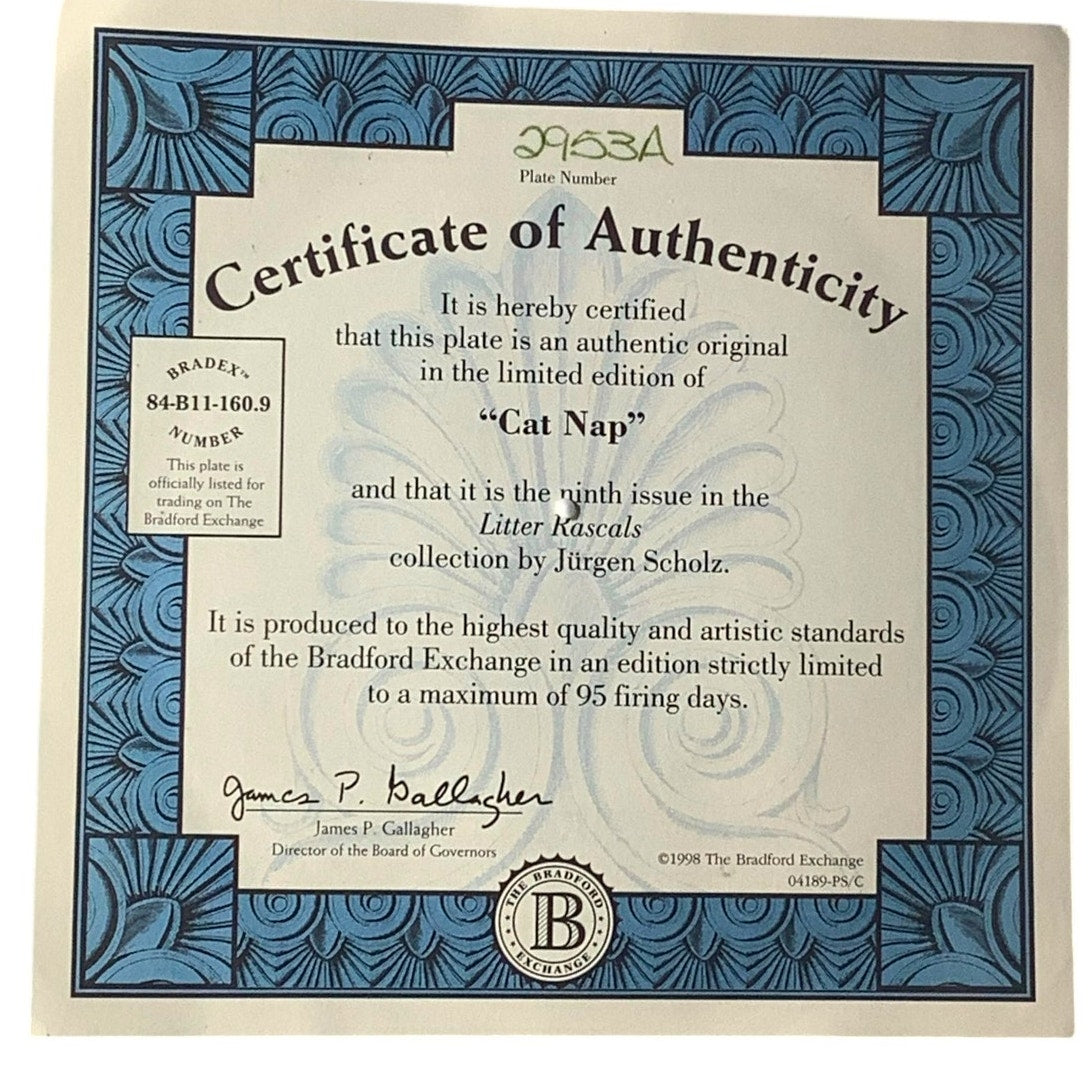 2953A
Plate Number
Certificate of Authenticity
It is hereby certified
that this plate is an authentic original
in the limited edition of
“Cat Nap”
and that it is the ninth issue in the
Litter Rascals
collection by Jürgen Scholz.
BRADEX™
84-B11-160.9
NUMBER
This plate is
officially listed for
trading on The
Bradford Exchange
It is produced to the highest quality and artistic standards
of the Bradford Exchange in an edition strictly limited
to a maximum of 95 firing days.
James P. Gallagher
James P. Gallagher
Director of the Board of Governors
©1998 The Bradford Exchange
04189-PS/C
THE BRADFORD
B
EXCHANGE